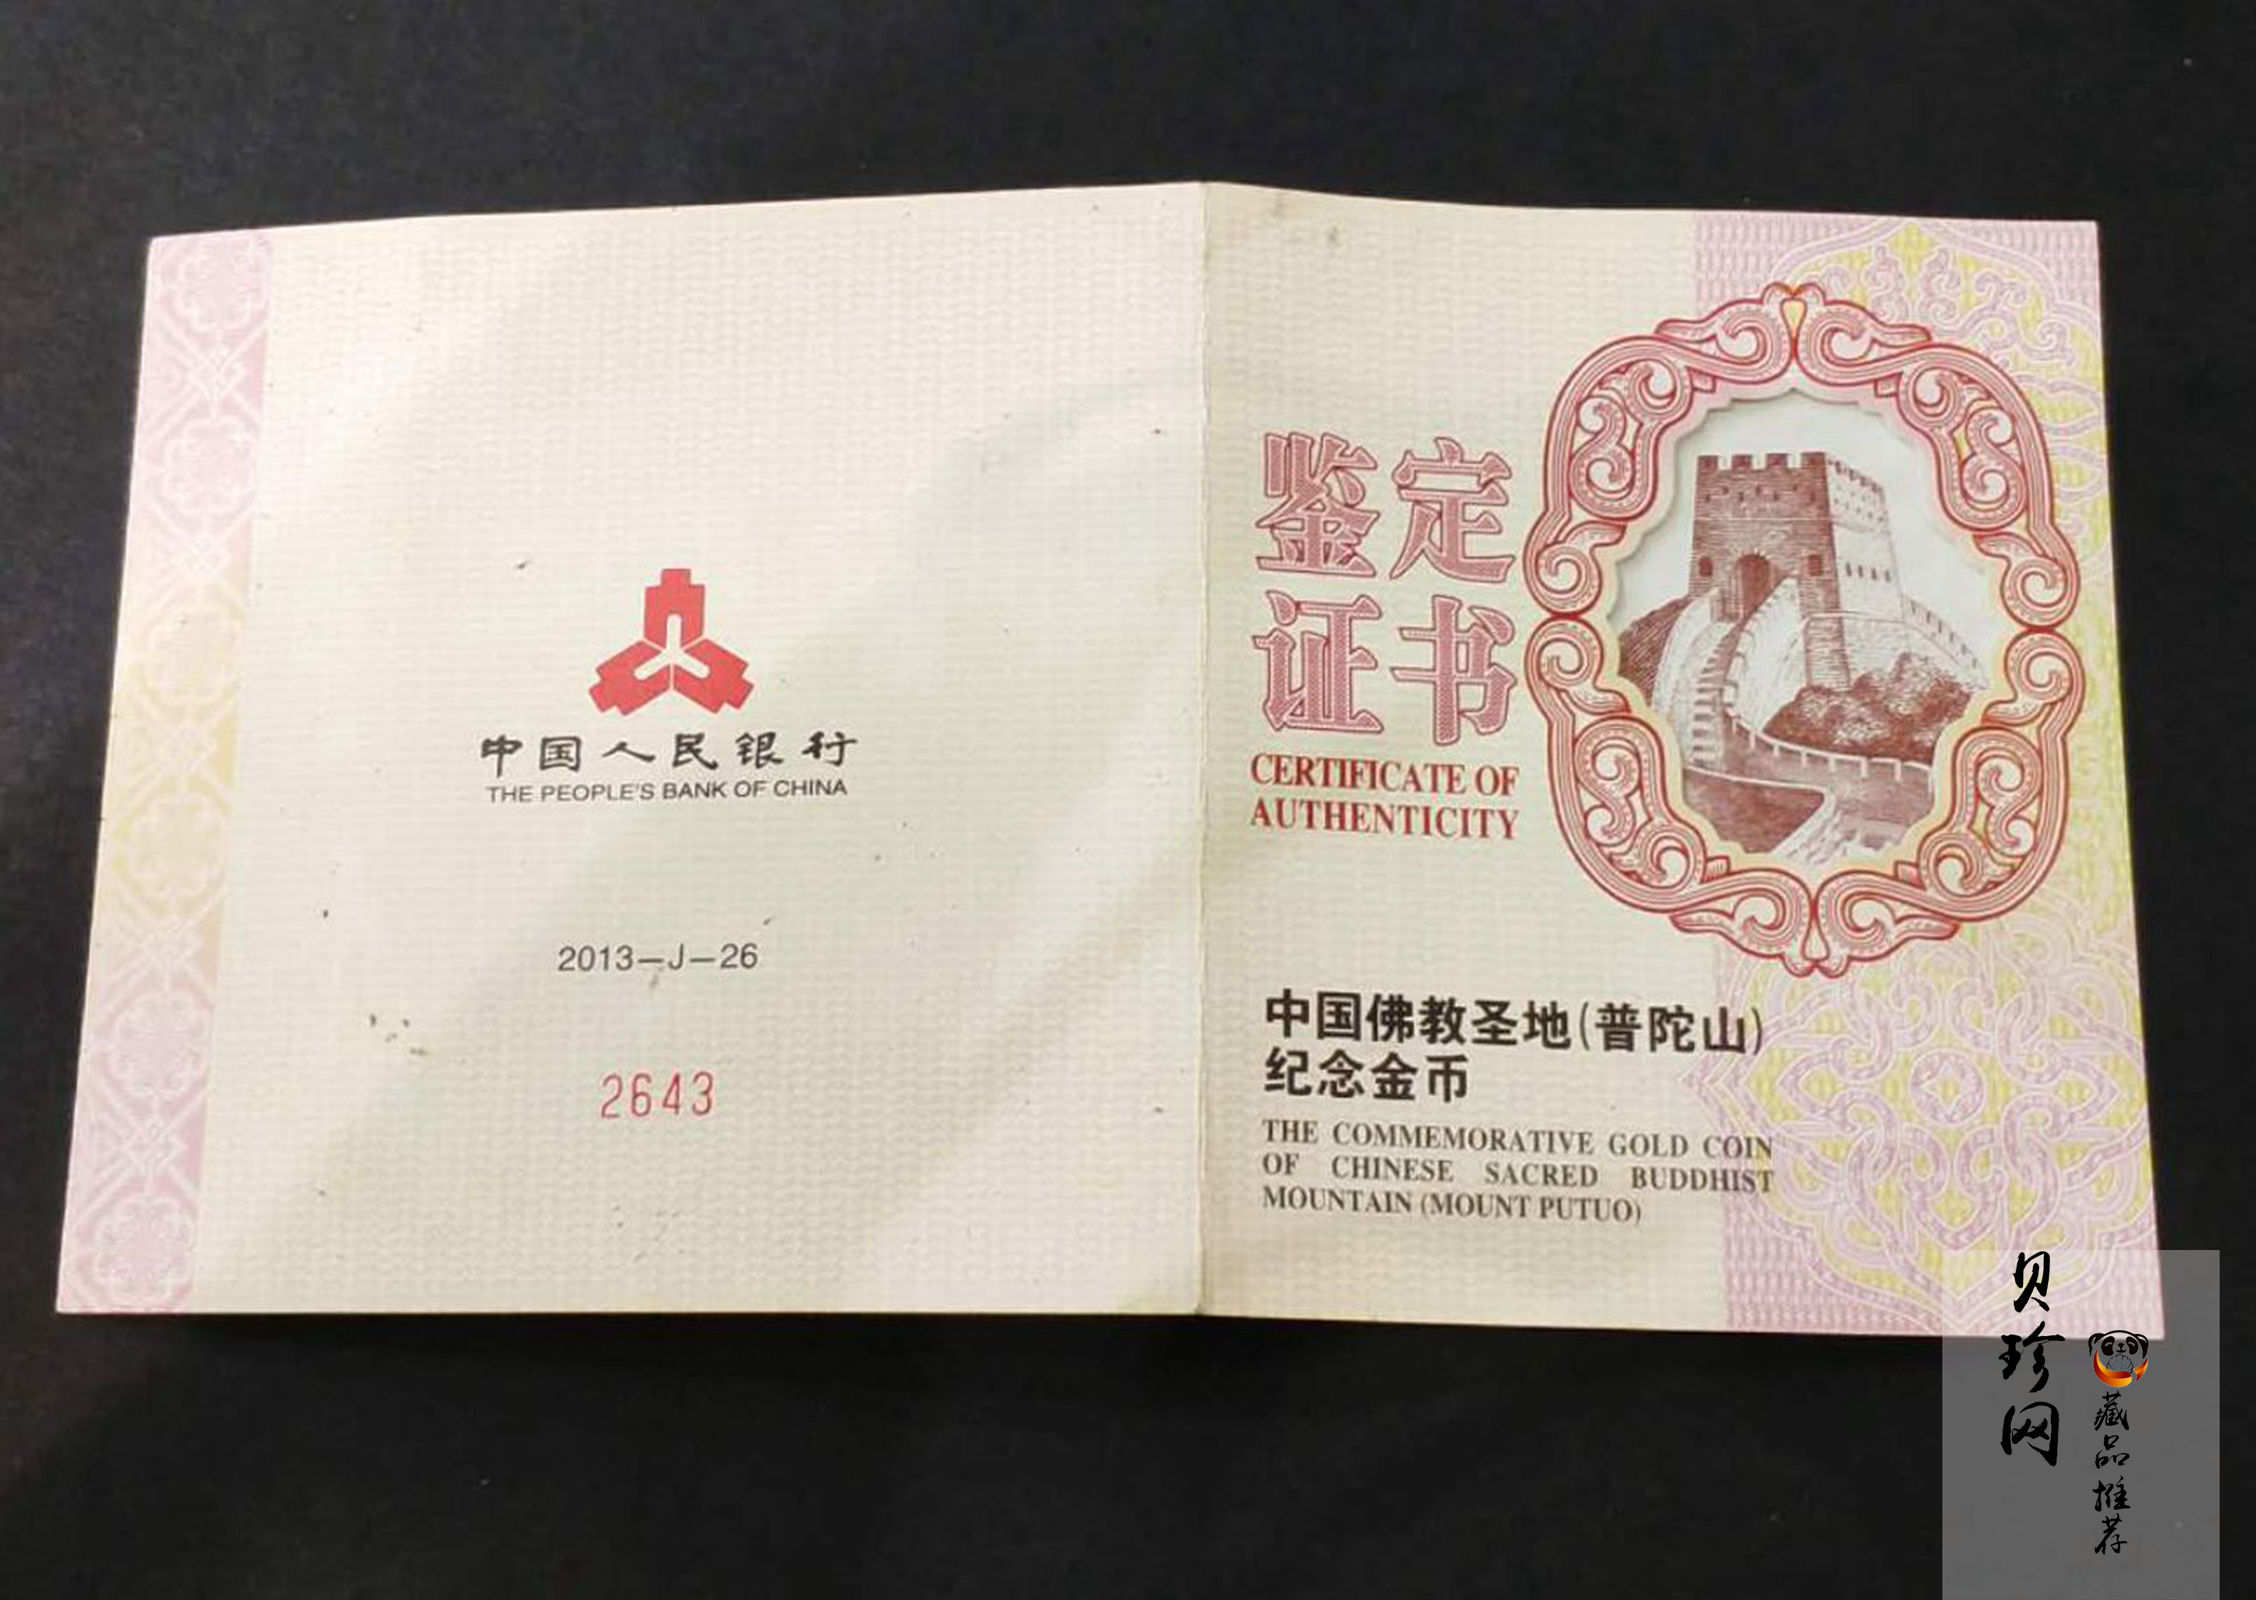 中国人民银行
THE PEOPLE'S BANK OF CHINA
2013—J—26
2643
鉴定
证书
CERTIFICATE OF
AUTHENTICITY
中国佛教圣地(普陀山)
纪念金币
THE COMMEMORATIVE GOLD COIN
OF CHINESE SACRED BUDDHIST
MOUNTAIN (MOUNT PUTUO)
贝珍网
藏品推荐